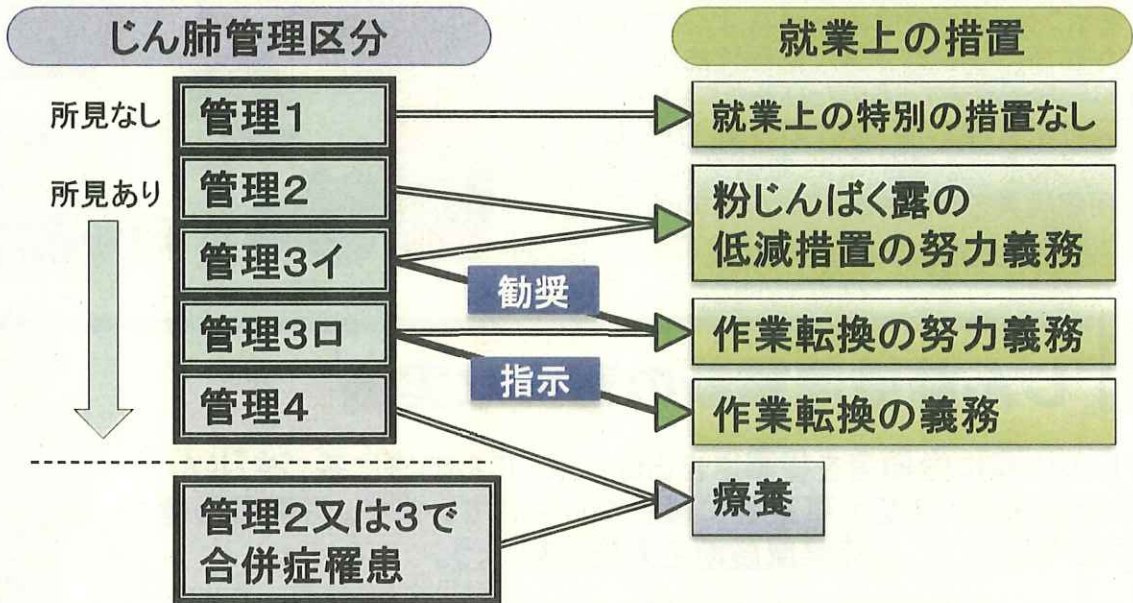 じん肺管理区分
就業上の措置
所見なし
管理1
就業上の特別の措置なし
所見あり
管理2
粉じんばく露の
低減措置の努力義務
管理3イ
勧奨
管理3ロ
作業転換の努力義務
指示
管理4
作業転換の義務
療養
管理2又は3で
合併症罹患